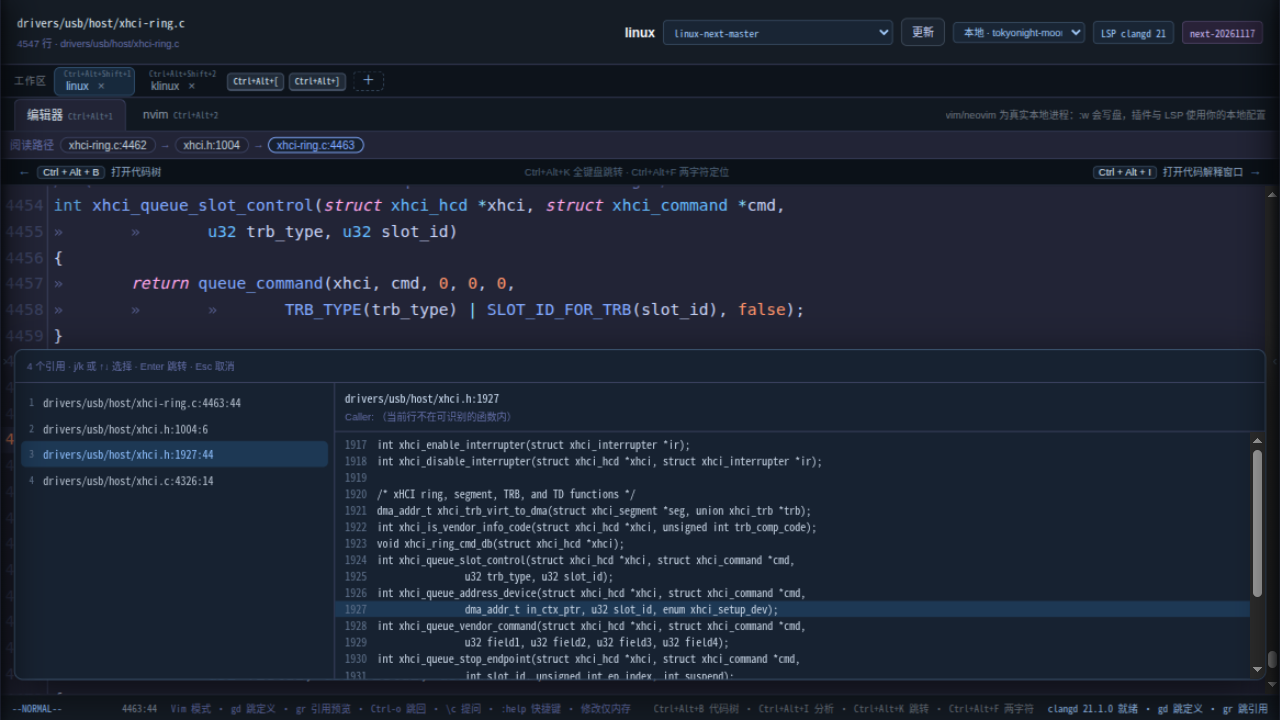 drivers/usb/host/xhci-ring.c
4547 行 · drivers/usb/host/xhci-ring.c
linux linux-next-master 更新 本地 · tokyonight-moon LSP clangd 21 next-20261117
工作区 Ctrl+Alt+Shift+1 linux × Ctrl+Alt+Shift+2 klinux × Ctrl+Alt+[ Ctrl+Alt+] +
编辑器 Ctrl+Alt+1 nvim Ctrl+Alt+2 vim/neovim 为真实本地进程: :w 会写盘, 插件与 LSP 使用你的本地配置
阅读路径 xhci-ring.c:4462 → xhci.h:1004 → xhci-ring.c:4463
← Ctrl + Alt + B 打开代码树 Ctrl+Alt+K 全键盘跳转 · Ctrl+Alt+F 两字符定位 Ctrl + Alt + I 打开代码解释窗口 →
4454 int xhci_queue_slot_control(struct xhci_hcd *xhci, struct xhci_command *cmd,
4455 » » u32 trb_type, u32 slot_id)
4456 {
4457 » return queue_command(xhci, cmd, 0, 0, 0,
4458 » » » TRB_TYPE(trb_type) | SLOT_ID_FOR_TRB(slot_id), false);
4459 }
4 个引用 · j/k 或 ↑↓ 选择 · Enter 跳转 · Esc 取消
1 drivers/usb/host/xhci-ring.c:4463:44
2 drivers/usb/host/xhci.h:1004:6
3 drivers/usb/host/xhci.h:1927:44
4 drivers/usb/host/xhci.c:4326:14
drivers/usb/host/xhci.h:1927
Caller: (当前行不在可识别的函数内)
1917 int xhci_enable_interrupter(struct xhci_interrupter *ir);
1918 int xhci_disable_interrupter(struct xhci_hcd *xhci, struct xhci_interrupter *ir);
1919
1920 /* xHCI ring, segment, TRB, and TD functions */
1921 dma_addr_t xhci_trb_virt_to_dma(struct xhci_segment *seg, union xhci_trb *trb);
1922 int xhci_is_vendor_info_code(struct xhci_hcd *xhci, unsigned int trb_comp_code);
1923 void xhci_ring_cmd_db(struct xhci_hcd *xhci);
1924 int xhci_queue_slot_control(struct xhci_hcd *xhci, struct xhci_command *cmd,
1925 u32 trb_type, u32 slot_id);
1926 int xhci_queue_address_device(struct xhci_hcd *xhci, struct xhci_command *cmd,
1927 dma_addr_t in_ctx_ptr, u32 slot_id, enum xhci_setup_dev);
1928 int xhci_queue_vendor_command(struct xhci_hcd *xhci, struct xhci_command *cmd,
1929 u32 field1, u32 field2, u32 field3, u32 field4);
1930 int xhci_queue_stop_endpoint(struct xhci_hcd *xhci, struct xhci_command *cmd,
1931 int slot_id, unsigned int ep_index, int suspend);
--NORMAL-- 4463:44 Vim 模式 · gd 跳定义 · gr 引用预览 · Ctrl-o 跳回 · \c 提问 · :help 快捷键 · 修改仅内存 Ctrl+Alt+B 代码树 · Ctrl+Alt+I 分析 · Ctrl+Alt+K 跳转 · Ctrl+Alt+F 两字符 clangd 21.1.0 就绪 · gd 跳定义 · gr 跳引用